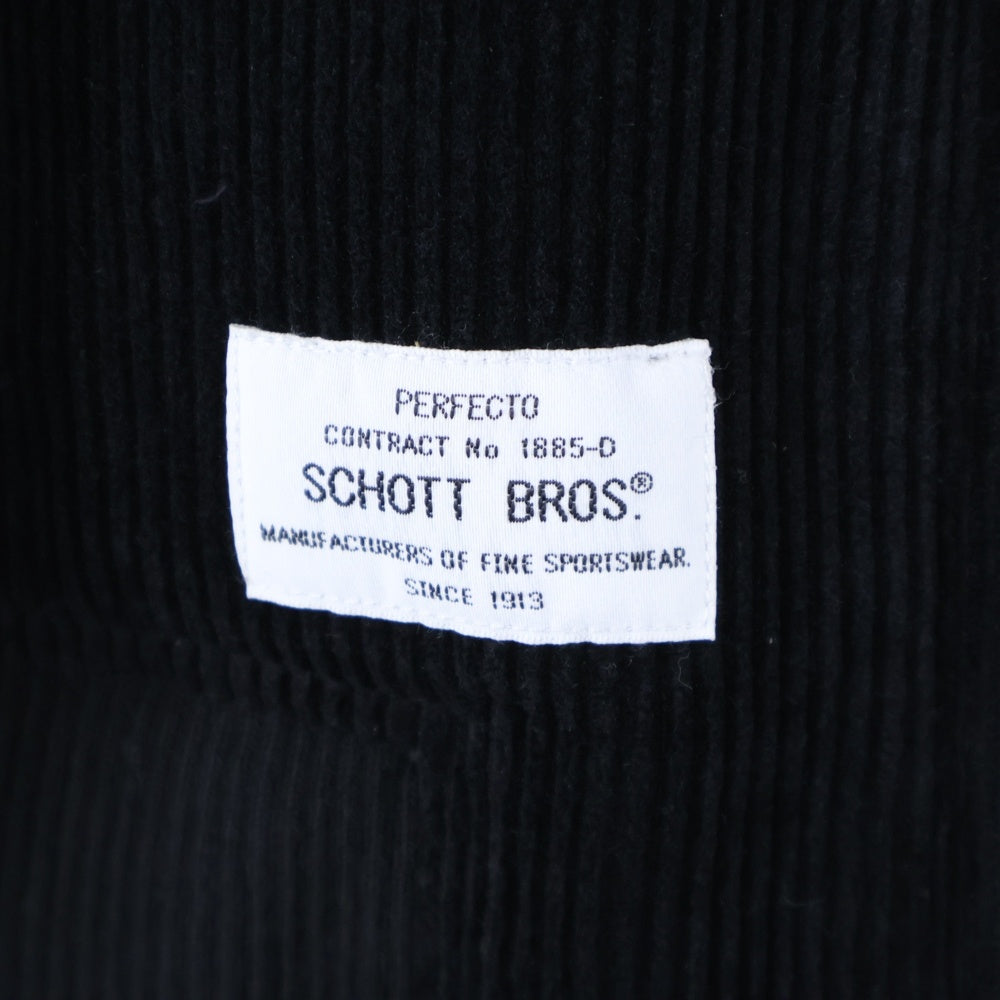 PERFECTO
CONTRACT No 1885-D
SCHOTT BROS.®
MANUFACTURERS OF FINE SPORTSWEAR.
SINCE 1913